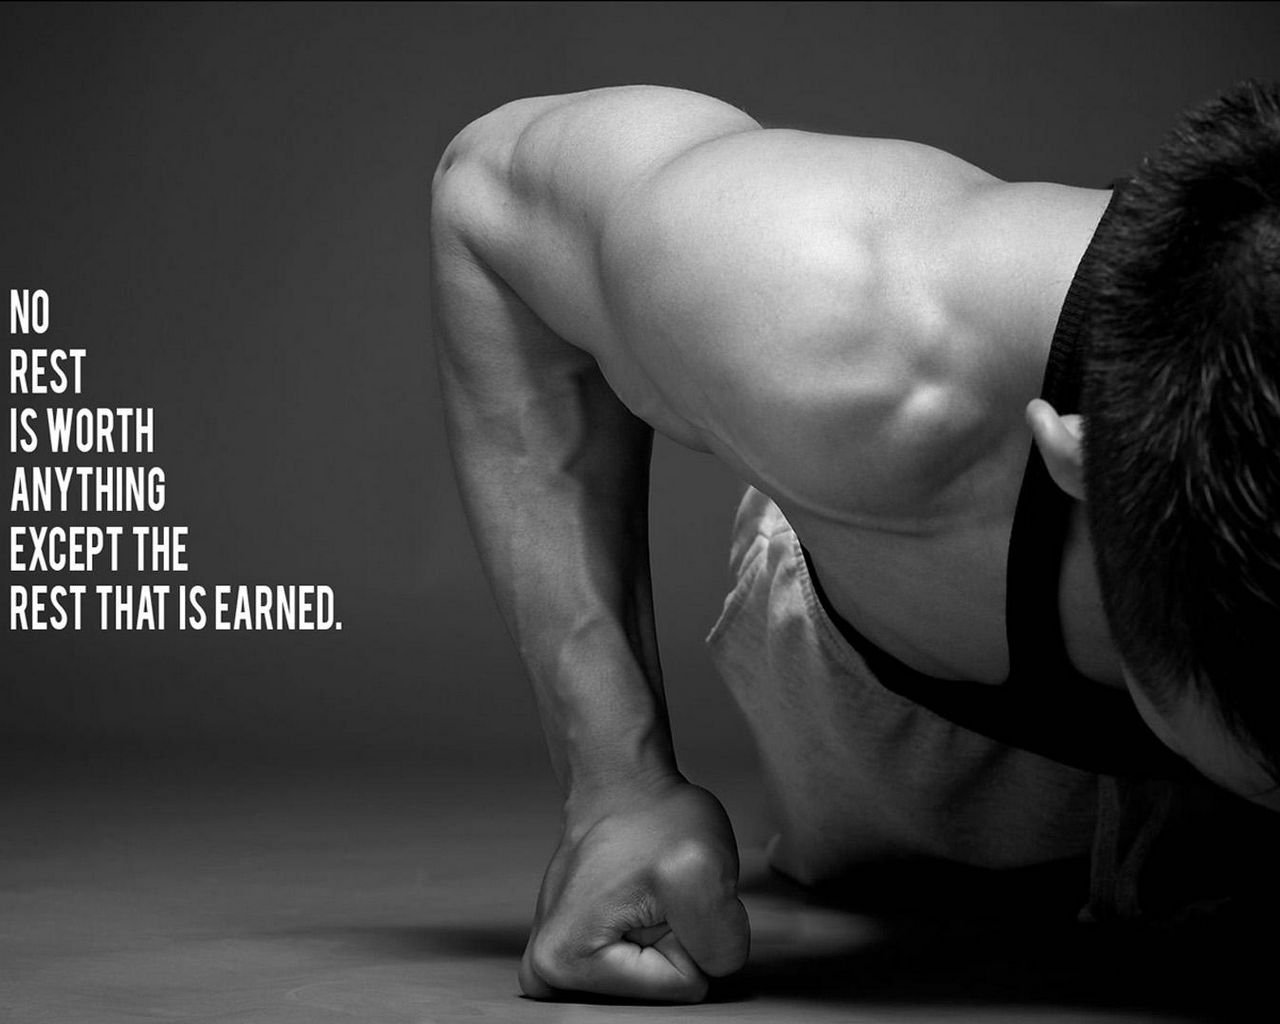 NO
REST
IS WORTH
ANYTHING
EXCEPT THE
REST THAT IS EARNED.